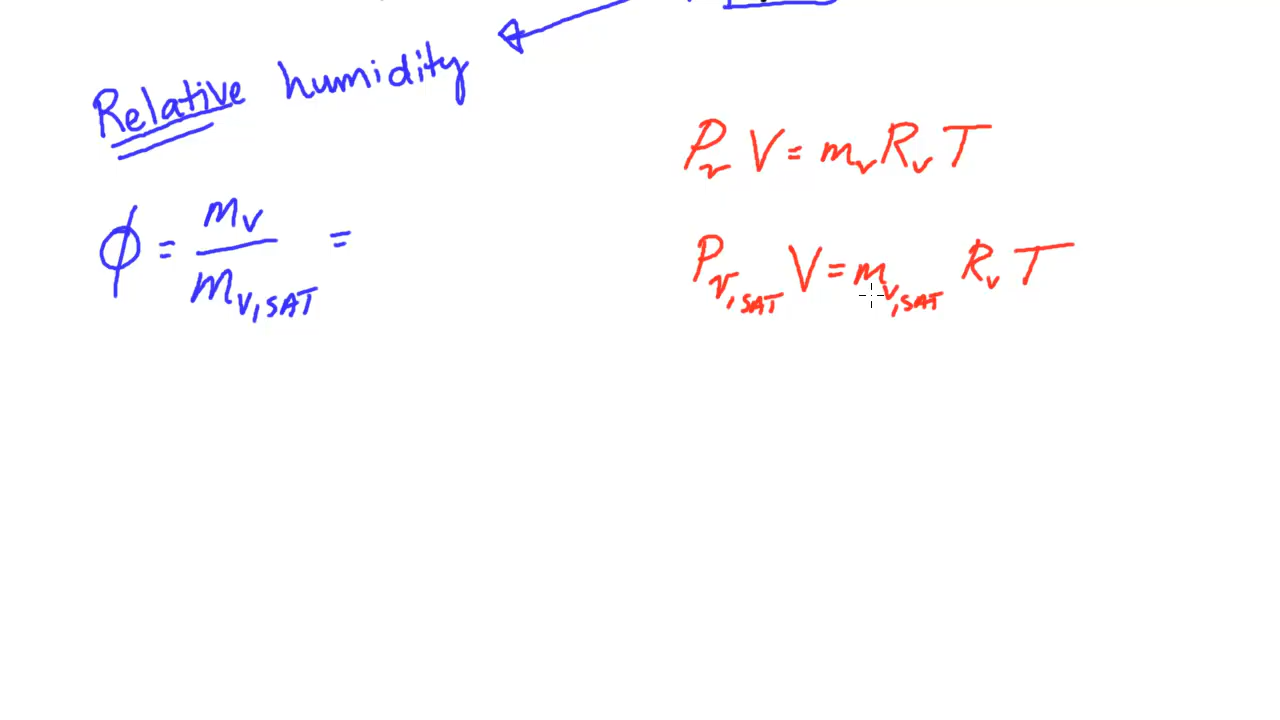 Relative humidity
P_v V = m_v R_v T
ϕ = m_v / m_v,SAT =
P_v,SAT V = m_v,SAT R_v T